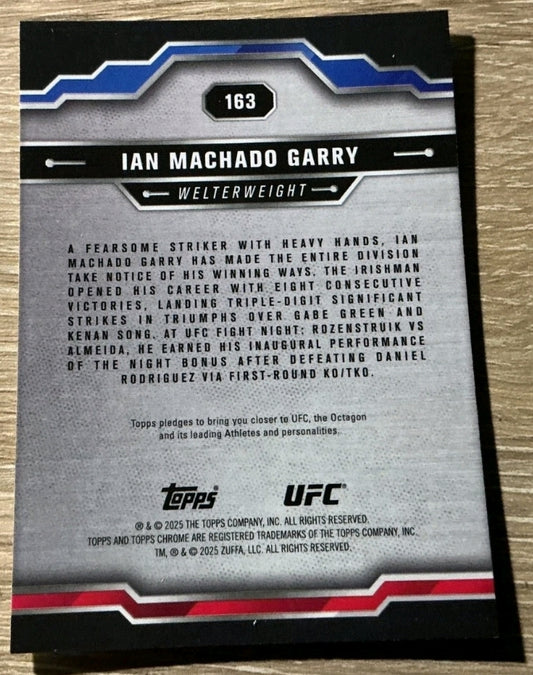 163
IAN MACHADO GARRY
WELTERWEIGHT
A FEARSOME STRIKER WITH HEAVY HANDS, IAN
MACHADO GARRY HAS MADE THE ENTIRE DIVISION
TAKE NOTICE OF HIS WINNING WAYS. THE IRISHMAN
OPENED HIS CAREER WITH EIGHT CONSECUTIVE
VICTORIES, LANDING TRIPLE-DIGIT SIGNIFICANT
STRIKES IN TRIUMPHS OVER GABE GREEN AND
KENAN SONG. AT UFC FIGHT NIGHT: ROZENSTRUIK VS
ALMEIDA, HE EARNED HIS INAUGURAL PERFORMANCE
OF THE NIGHT BONUS AFTER DEFEATING DANIEL
RODRIGUEZ VIA FIRST-ROUND KO/TKO.
Topps pledges to bring you closer to UFC, the Octagon
and its leading Athletes and personalities.
Topps® UFC®
® & © 2025 THE TOPPS COMPANY, INC. ALL RIGHTS RESERVED.
TOPPS AND TOPPS CHROME ARE REGISTERED TRADEMARKS OF THE TOPPS COMPANY, INC.
TM, ® & © 2025 ZUFFA, LLC. ALL RIGHTS RESERVED.